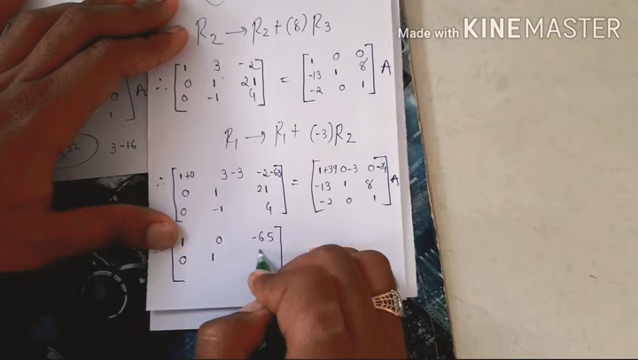 Made with KINEMASTER
R₂ → R₂ + (8) R₃
∴ [1 3 -2] = [1 0 0] A
[0 1 21] [-13 1 8]
[0 -1 4] [-2 0 1]
A
0
1
3-16
R₁ → R₁ + (-3) R₂
∴ [1+0 3-3 -2-63] = [1+39 0-3 0-24] A
[0 1 21] [-13 1 8]
[0 -1 4] [-2 0 1]
[1 0 -65]
[0 1